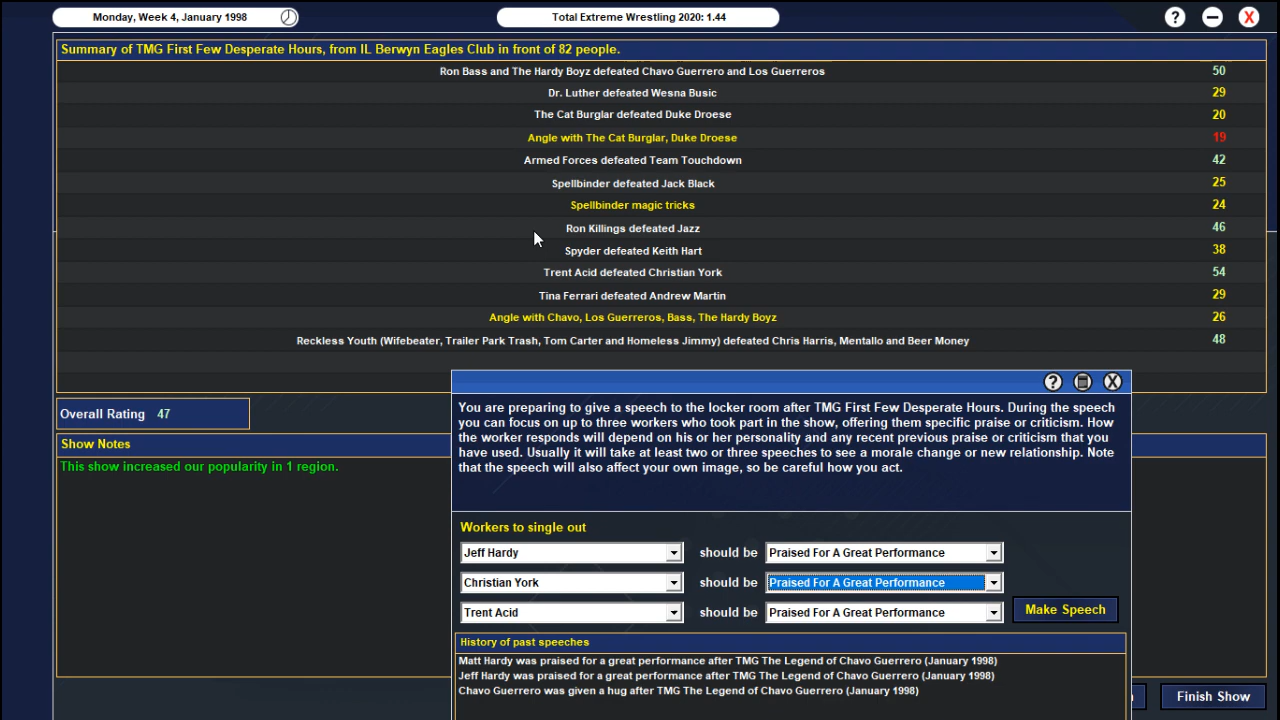 Monday, Week 4, January 1998
Total Extreme Wrestling 2020: 1.44
? X
Summary of TMG First Few Desperate Hours, from IL Berwyn Eagles Club in front of 82 people.
Ron Bass and The Hardy Boyz defeated Chavo Guerrero and Los Guerreros 50
Dr. Luther defeated Wesna Busic 29
The Cat Burglar defeated Duke Droese 20
Angle with The Cat Burglar, Duke Droese 19
Armed Forces defeated Team Touchdown 42
Spellbinder defeated Jack Black 25
Spellbinder magic tricks 24
Ron Killings defeated Jazz 46
Spyder defeated Keith Hart 38
Trent Acid defeated Christian York 54
Tina Ferrari defeated Andrew Martin 29
Angle with Chavo, Los Guerreros, Bass, The Hardy Boyz 26
Reckless Youth (Wifebeater, Trailer Park Trash, Tom Carter and Homeless Jimmy) defeated Chris Harris, Mentallo and Beer Money 48
Overall Rating 47
Show Notes
This show increased our popularity in 1 region.
? X
You are preparing to give a speech to the locker room after TMG First Few Desperate Hours. During the speech
you can focus on up to three workers who took part in the show, offering them specific praise or criticism. How
the worker responds will depend on his or her personality and any recent previous praise or criticism that you
have used. Usually it will take at least two or three speeches to see a morale change or new relationship. Note
that the speech will also affect your own image, so be careful how you act.
Workers to single out
Jeff Hardy should be Praised For A Great Performance
Christian York should be Praised For A Great Performance
Trent Acid should be Praised For A Great Performance
Make Speech
History of past speeches
Matt Hardy was praised for a great performance after TMG The Legend of Chavo Guerrero (January 1998)
Jeff Hardy was praised for a great performance after TMG The Legend of Chavo Guerrero (January 1998)
Chavo Guerrero was given a hug after TMG The Legend of Chavo Guerrero (January 1998)
Finish Show